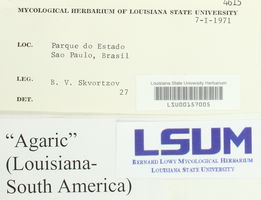 4615
MYCOLOGICAL HERBARIUM OF LOUISIANA STATE UNIVERSITY
7-1-1971
LOC. Parque do Estado
Sao Paulo, Brasil
LEG. B. V. Skvortzov
27
DET.
Louisiana State University Herbarium
LSU00157005
"Agaric"
(Louisiana-
South America)
LSUM
BERNARD LOWY MYCOLOGICAL HERBARIUM
LOUISIANA STATE UNIVERSITY